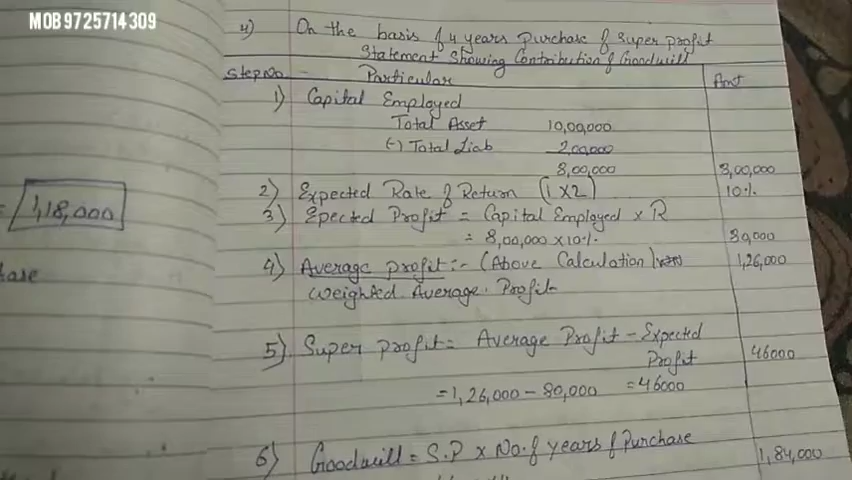 MOB 9725714309
4) On the basis of 4 years Purchase of Super profit
Statement Showing Contribution of Goodwill
Step No - Particular Amt
1) Capital Employed
Total Asset 10,00,000
(-) Total Liab 200,000
8,00,000 8,00,000
2) Expected Rate of Return (1 X 2) 10%
3) Epected Profit = Capital Employed x R
= 8,00,000 x 10%. 80,000
4) Average profit :- (Above Calculation) 1,26,000
Weighted Average Profit-
5) Super profit = Average Profit - Expected
Profit 46000
= 1,26,000 - 80,000 = 46000
6) Goodwill = S.P x No. of years of Purchase
1,84,000
= 1,18,000
hase